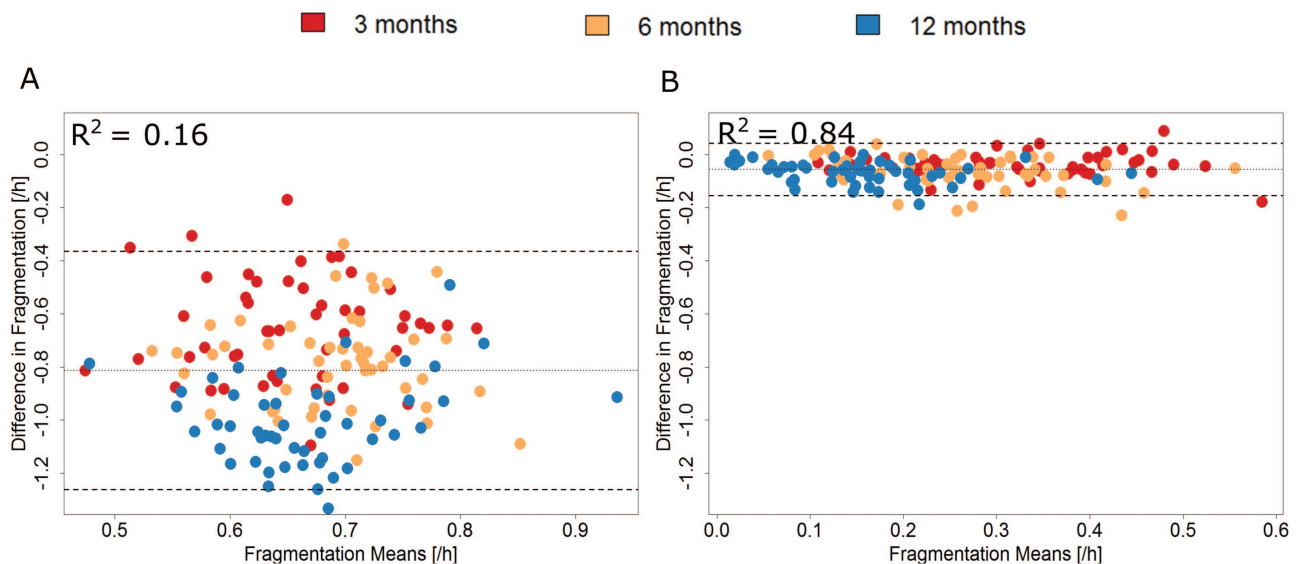 3 months
6 months
12 months
A
B
R² = 0.16
R² = 0.84
Difference in Fragmentation [/h]
0.0
-0.2
-0.4
-0.6
-0.8
-1.0
-1.2
0.5
0.6
0.7
0.8
0.9
Fragmentation Means [/h]
Difference in Fragmentation [/h]
0.0
-0.2
-0.4
-0.6
-0.8
-1.0
-1.2
0.0
0.1
0.2
0.3
0.4
0.5
0.6
Fragmentation Means [/h]